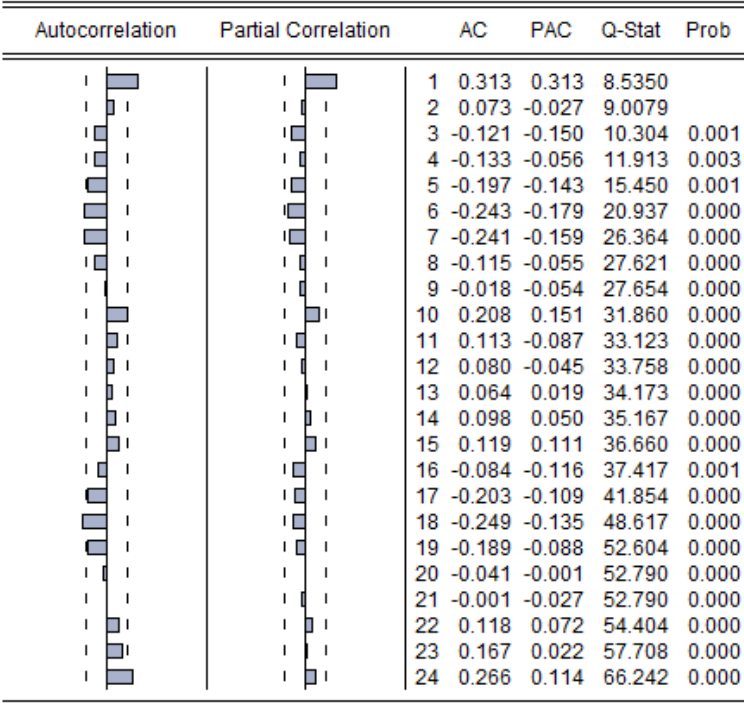 Autocorrelation Partial Correlation AC PAC Q-Stat Prob
1 0.313 0.313 8.5350
2 0.073 -0.027 9.0079
3 -0.121 -0.150 10.304 0.001
4 -0.133 -0.056 11.913 0.003
5 -0.197 -0.143 15.450 0.001
6 -0.243 -0.179 20.937 0.000
7 -0.241 -0.159 26.364 0.000
8 -0.115 -0.055 27.621 0.000
9 -0.018 -0.054 27.654 0.000
10 0.208 0.151 31.860 0.000
11 0.113 -0.087 33.123 0.000
12 0.080 -0.045 33.758 0.000
13 0.064 0.019 34.173 0.000
14 0.098 0.050 35.167 0.000
15 0.119 0.111 36.660 0.000
16 -0.084 -0.116 37.417 0.001
17 -0.203 -0.109 41.854 0.000
18 -0.249 -0.135 48.617 0.000
19 -0.189 -0.088 52.604 0.000
20 -0.041 -0.001 52.790 0.000
21 -0.001 -0.027 52.790 0.000
22 0.118 0.072 54.404 0.000
23 0.167 0.022 57.708 0.000
24 0.266 0.114 66.242 0.000